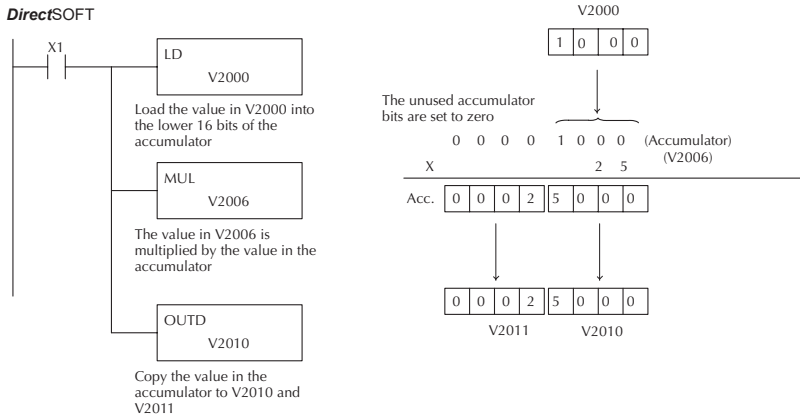 DirectSOFT
X1
LD
V2000
Load the value in V2000 into
the lower 16 bits of the
accumulator
MUL
V2006
The value in V2006 is
multiplied by the value in the
accumulator
OUTD
V2010
Copy the value in the
accumulator to V2010 and
V2011
V2000
1 0 0 0
The unused accumulator
bits are set to zero
0 0 0 0 1 0 0 0 (Accumulator)
(V2006)
X 2 5
Acc. 0 0 0 2 5 0 0 0
0 0 0 2 5 0 0 0
V2011 V2010